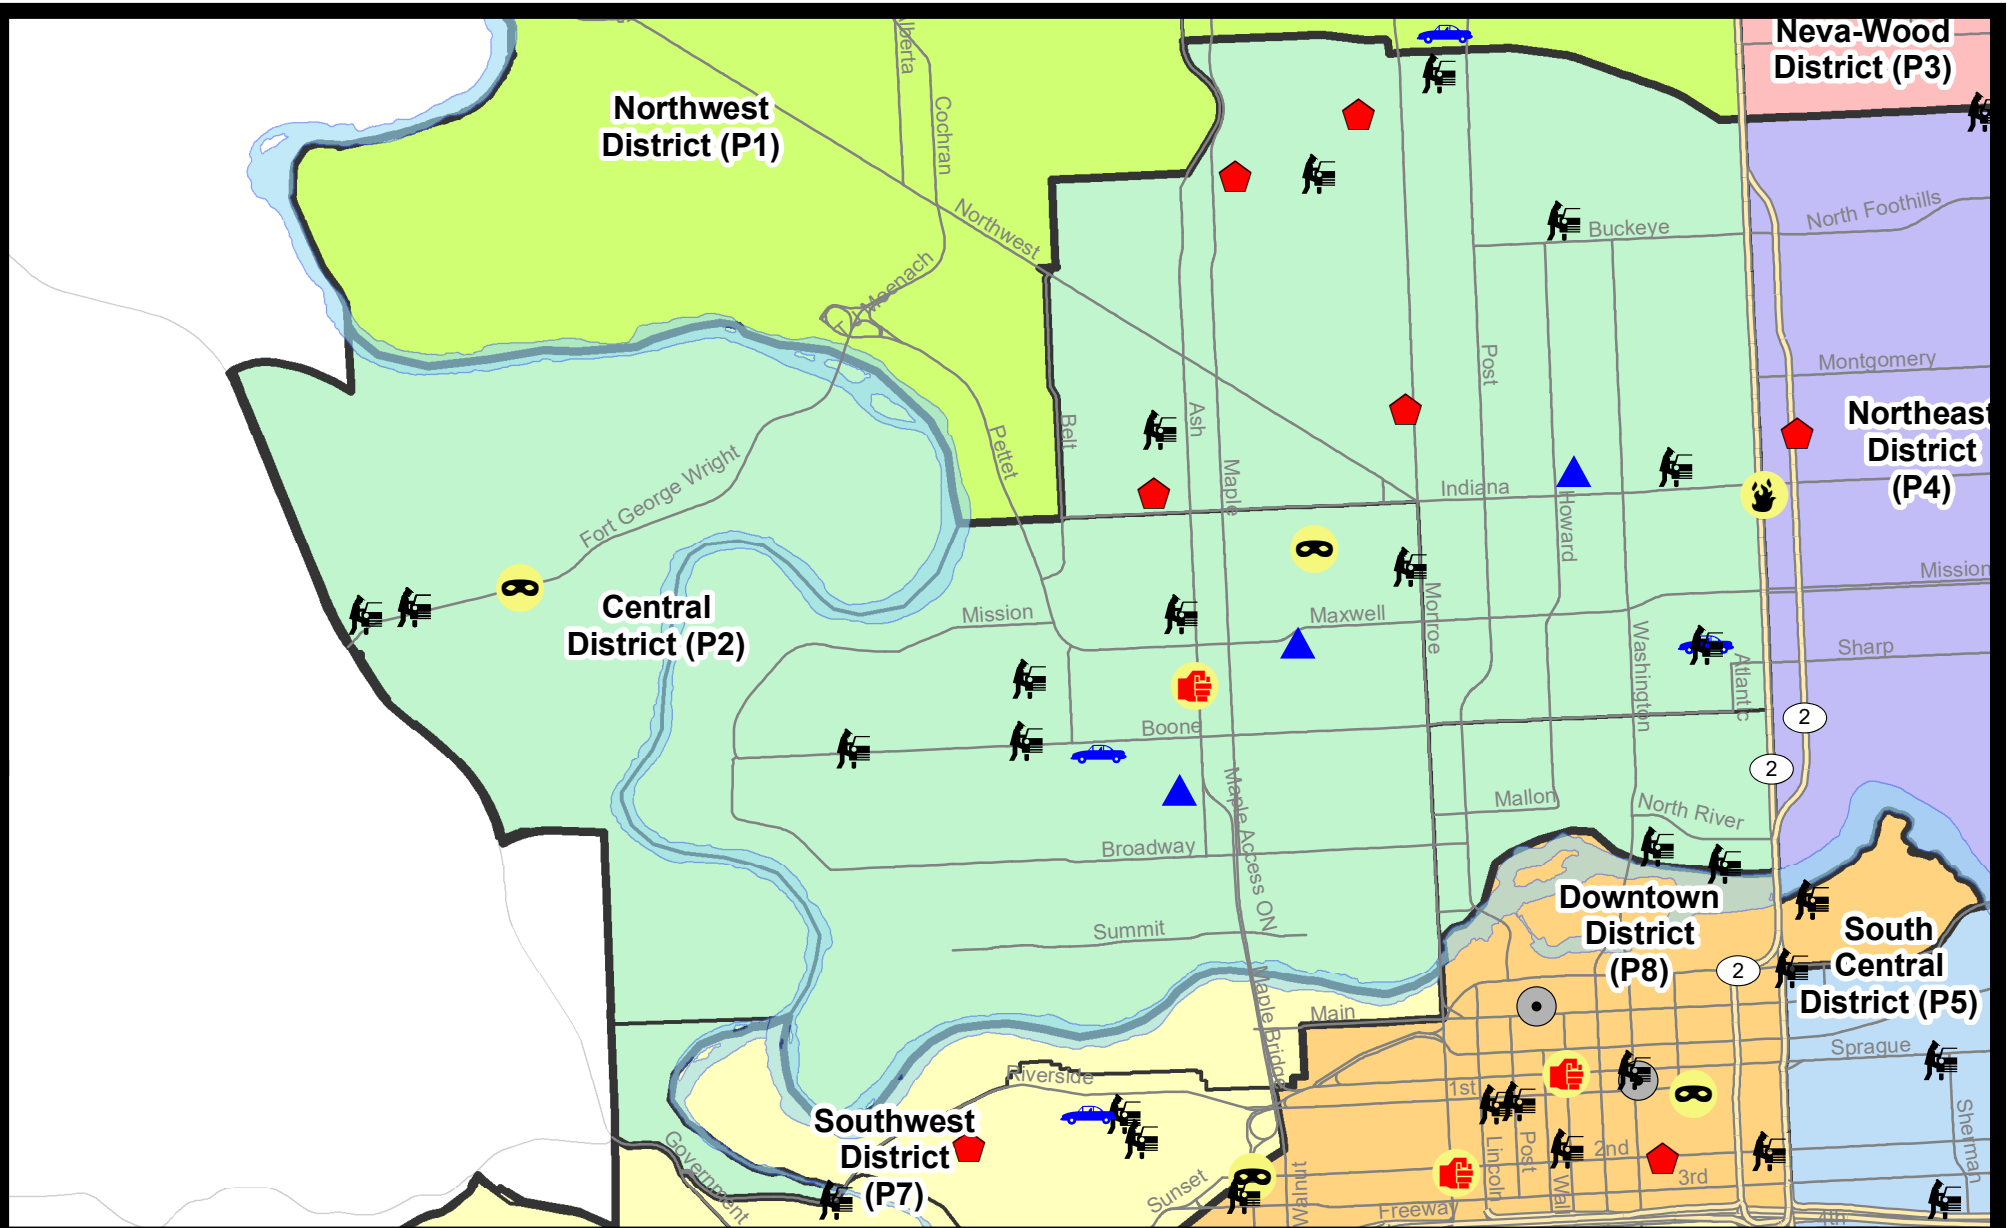 Neva-Wood
District (P3)
Northwest
District (P1)
Cochran
Northwest
North Foothills
Buckeye
Meenach
Post
Montgomery
Ash
Belt
Northeast
District
(P4)
Pettet
Maple
Fort George Wright
Indiana
Howard
Mission
Central
District (P2)
Mission
Maxwell
Monroe
Washington
Sharp
Atlantic
2
Boone
2
Maple Access ON
Mallon
North River
Broadway
Downtown
District
(P8)
Summit
South
Central
District (P5)
2
Maple Bridge
Main
Sprague
Riverside
1st
Southwest
District
(P7)
Government
Sherman
Lincoln
Post
Wall
2nd
3rd
Sunset
Walnut
Freeway
4th